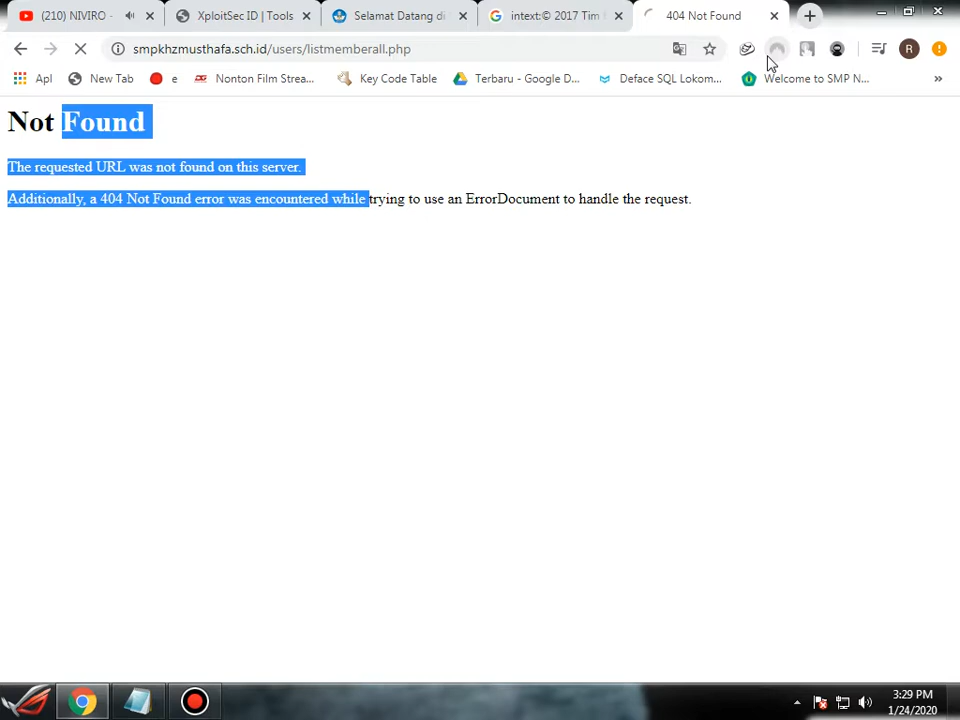 (210) NIVIRO -
XploitSec ID | Tools
Selamat Datang di
intext:© 2017 Tim
404 Not Found
smpkhzmusthafa.sch.id/users/listmemberall.php
R
Apl
New Tab
e
Nonton Film Strea...
Key Code Table
Terbaru - Google D...
Deface SQL Lokom...
Welcome to SMP N...
»
Not Found
The requested URL was not found on this server.
Additionally, a 404 Not Found error was encountered while trying to use an ErrorDocument to handle the request.
3:29 PM
1/24/2020